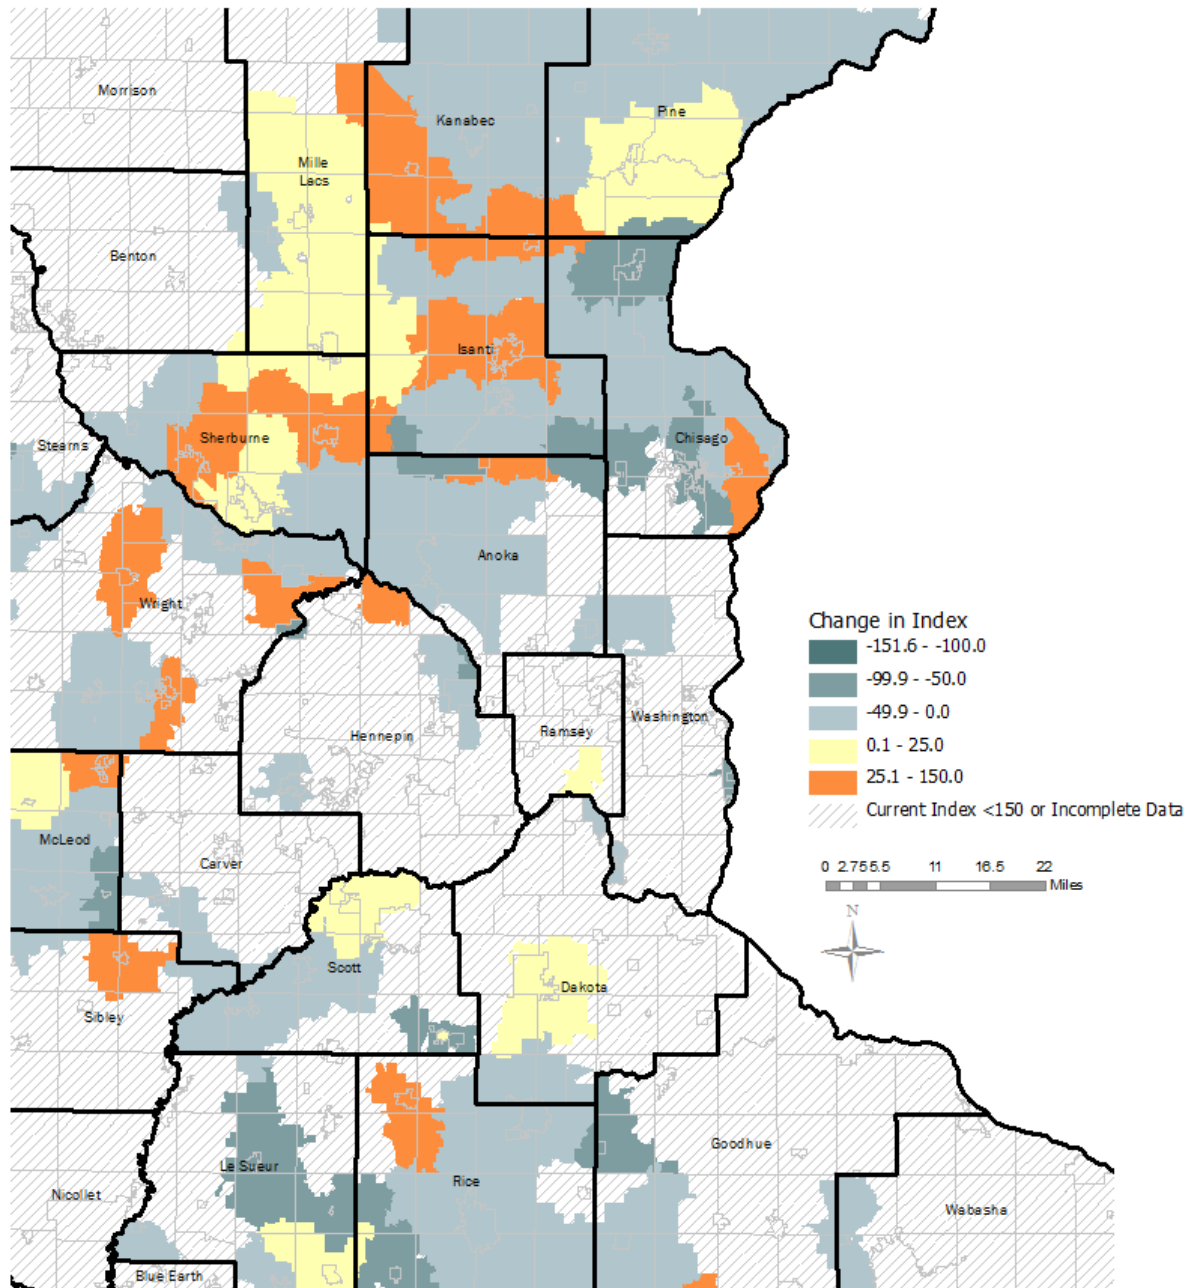 Morrison
Kanabec
Pine
Mille
Lacs
Benton
Isanti
Stearns
Sherburne
Chisago
Anoka
Wright
Change in Index
-151.6 - -100.0
-99.9 - -50.0
-49.9 - 0.0
0.1 - 25.0
25.1 - 150.0
Current Index <150 or Incomplete Data
Hennepin
Ramsey
Washington
McLeod
Carver
0 2.75 5.5 11 16.5 22
Miles
N
Scott
Dakota
Sibley
Goodhue
Le Sueur
Rice
Nicollet
Wabasha
Blue Earth